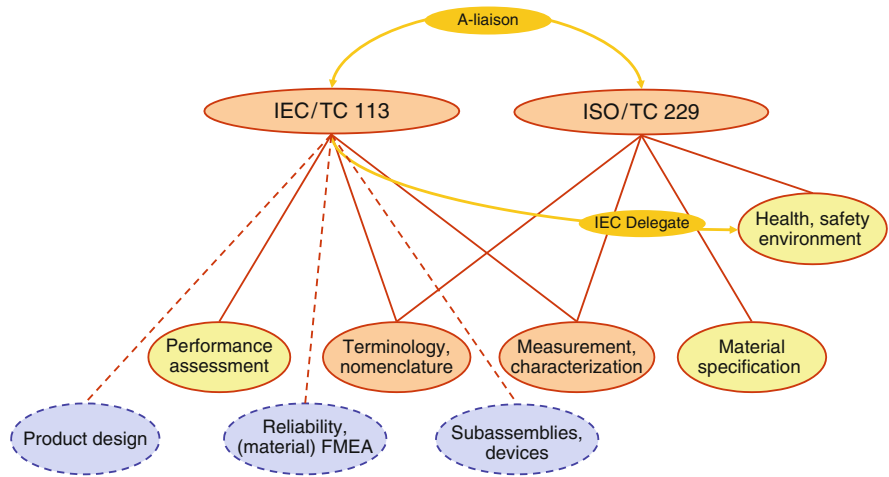 A-liaison
IEC/TC 113
ISO/TC 229
IEC Delegate
Health, safety
environment
Performance
assessment
Terminology,
nomenclature
Measurement,
characterization
Material
specification
Product design
Reliability,
(material) FMEA
Subassemblies,
devices